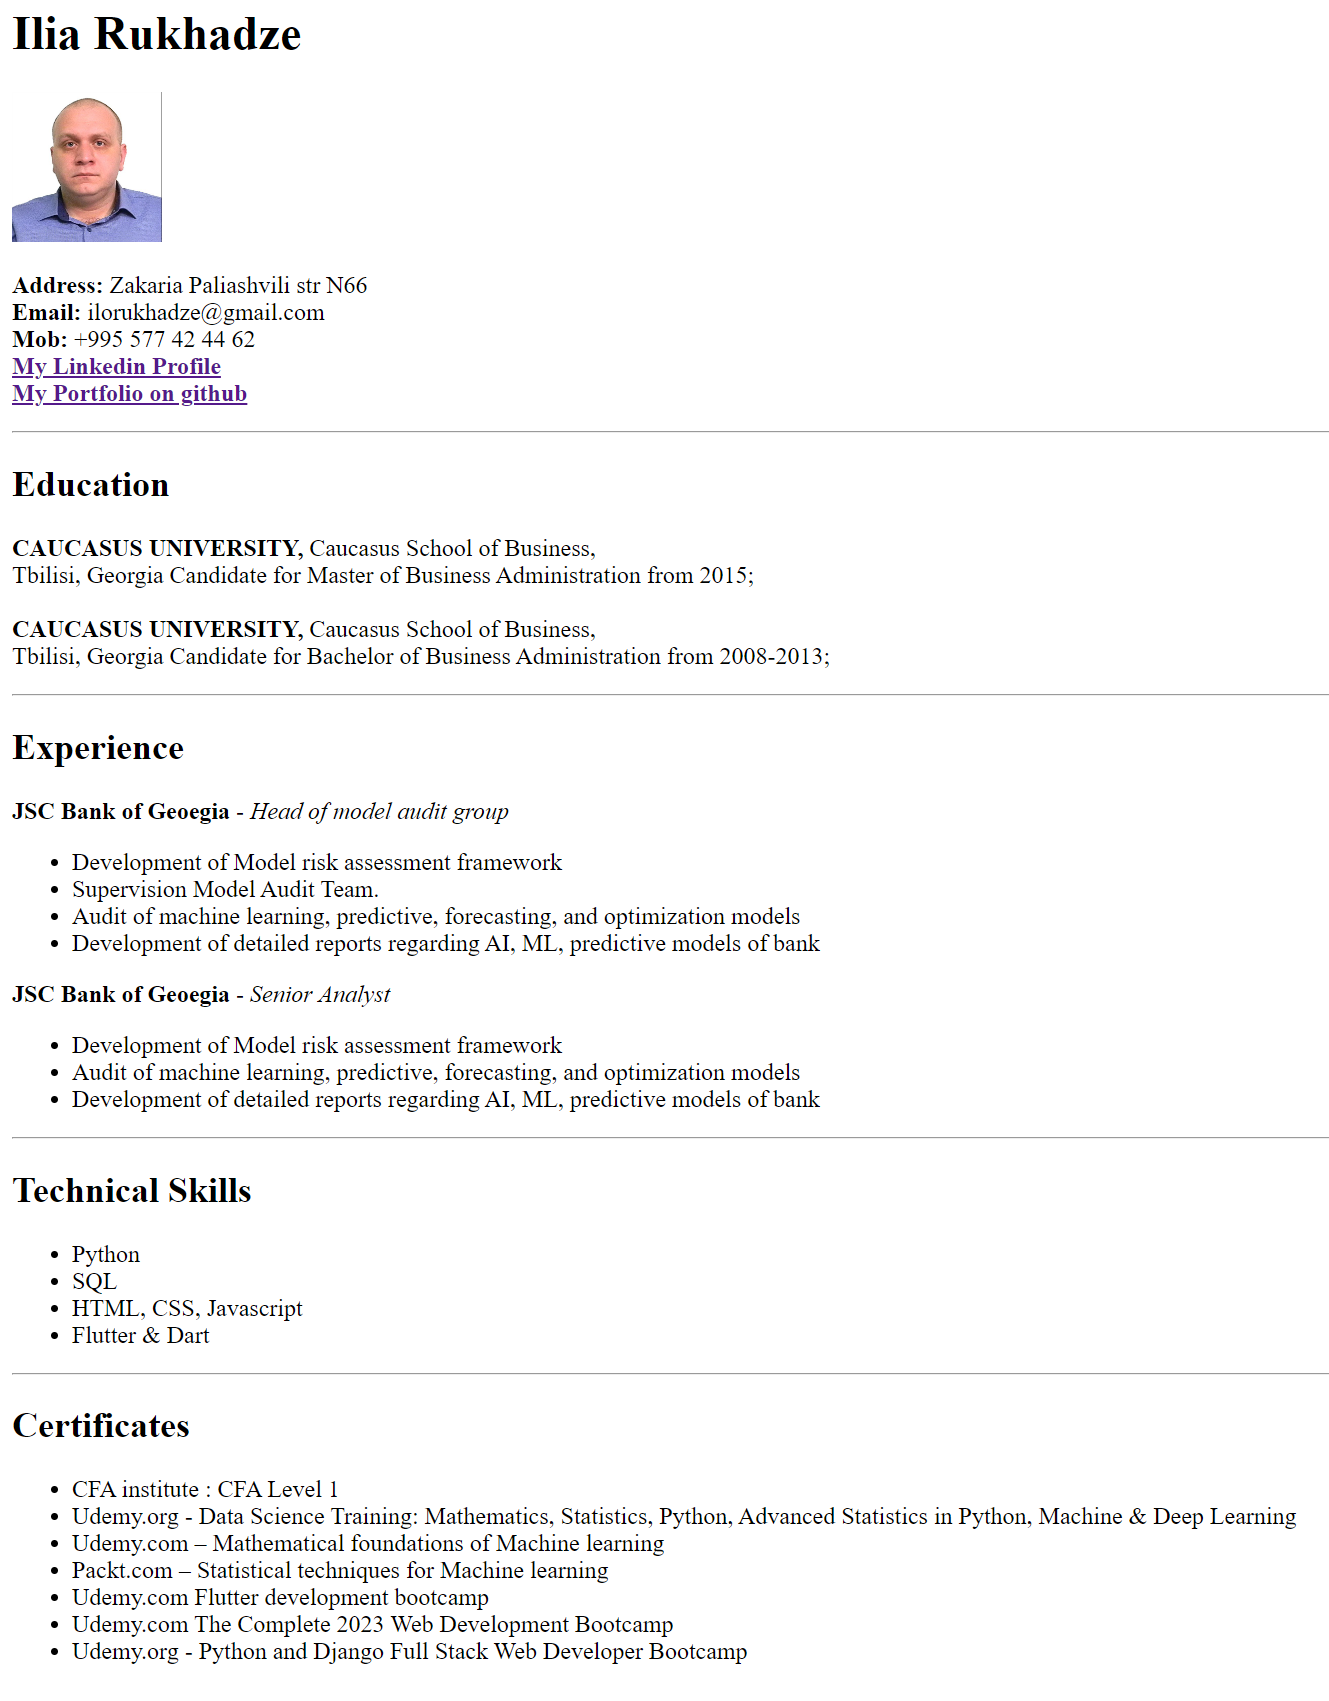 Ilia Rukhadze
Address: Zakaria Paliashvili str N66
Email: ilorukhadze@gmail.com
Mob: +995 577 42 44 62
My Linkedin Profile
My Portfolio on github
Education
CAUCASUS UNIVERSITY, Caucasus School of Business,
Tbilisi, Georgia Candidate for Master of Business Administration from 2015;
CAUCASUS UNIVERSITY, Caucasus School of Business,
Tbilisi, Georgia Candidate for Bachelor of Business Administration from 2008-2013;
Experience
JSC Bank of Geoegia - Head of model audit group
• Development of Model risk assessment framework
• Supervision Model Audit Team.
• Audit of machine learning, predictive, forecasting, and optimization models
• Development of detailed reports regarding AI, ML, predictive models of bank
JSC Bank of Geoegia - Senior Analyst
• Development of Model risk assessment framework
• Audit of machine learning, predictive, forecasting, and optimization models
• Development of detailed reports regarding AI, ML, predictive models of bank
Technical Skills
• Python
• SQL
• HTML, CSS, Javascript
• Flutter & Dart
Certificates
• CFA institute : CFA Level 1
• Udemy.org - Data Science Training: Mathematics, Statistics, Python, Advanced Statistics in Python, Machine & Deep Learning
• Udemy.com – Mathematical foundations of Machine learning
• Packt.com – Statistical techniques for Machine learning
• Udemy.com Flutter development bootcamp
• Udemy.com The Complete 2023 Web Development Bootcamp
• Udemy.org - Python and Django Full Stack Web Developer Bootcamp